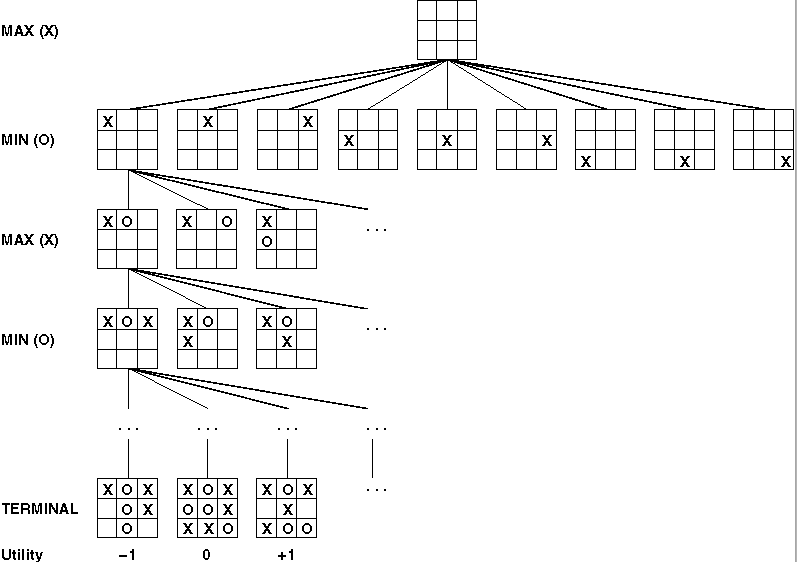 MAX (X)
X X X
MIN (O) X X X
X X X
X O X O X
MAX (X) O ...
X O X X O X O
MIN (O) X X ...
... ... ... ...
X O X X O X X O X ...
TERMINAL O X O O X X
O X X O X O O
Utility –1 0 +1